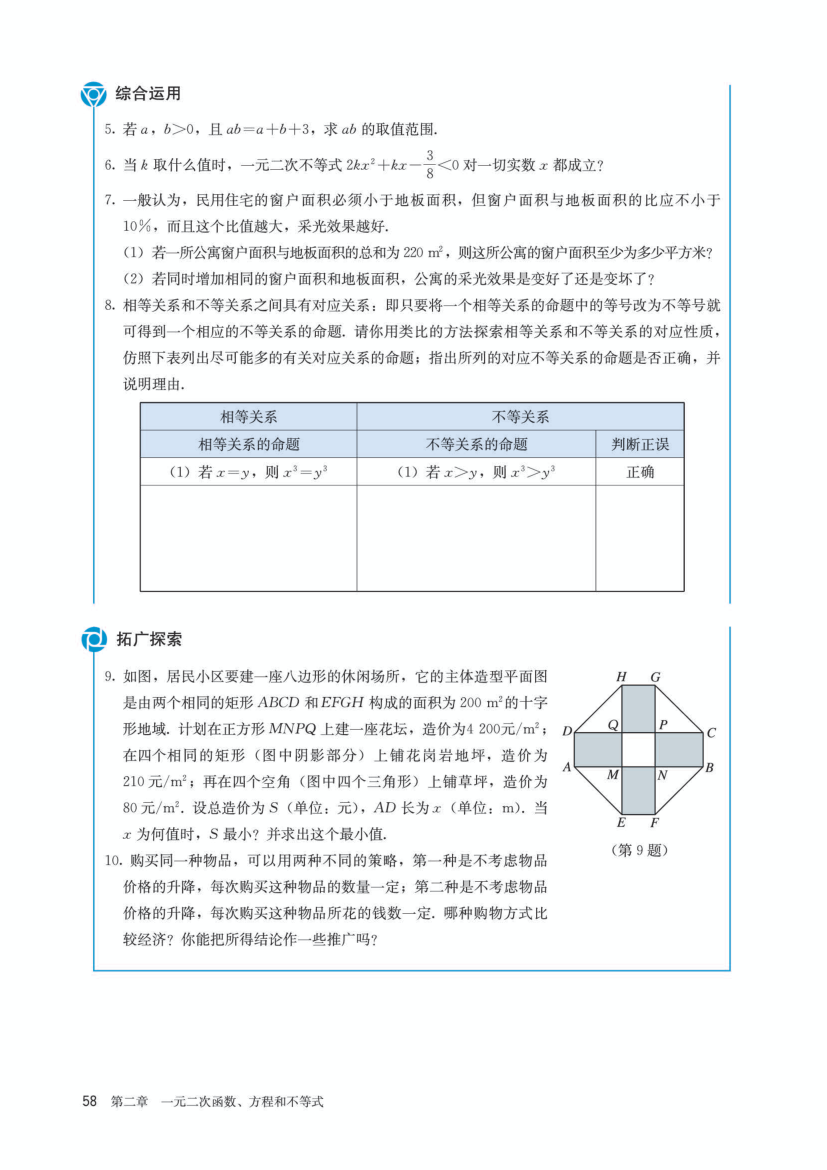 综合运用
5. 若 a，b>0，且 ab=a+b+3，求 ab 的取值范围.
6. 当 k 取什么值时，一元二次不等式 2kx²+kx-3/8<0 对一切实数 x 都成立?
7. 一般认为，民用住宅的窗户面积必须小于地板面积，但窗户面积与地板面积的比应不小于
10%，而且这个比值越大，采光效果越好.
（1）若一所公寓窗户面积与地板面积的总和为 220 m²，则这所公寓的窗户面积至少为多少平方米?
（2）若同时增加相同的窗户面积和地板面积，公寓的采光效果是变好了还是变坏了?
8. 相等关系和不等关系之间具有对应关系：即只要将一个相等关系的命题中的等号改为不等号就
可得到一个相应的不等关系的命题. 请你用类比的方法探索相等关系和不等关系的对应性质，
仿照下表列出尽可能多的有关对应关系的命题；指出所列的对应不等关系的命题是否正确，并
说明理由.
相等关系 不等关系
相等关系的命题 不等关系的命题 判断正误
（1）若 x=y，则 x³=y³ （1）若 x>y，则 x³>y³ 正确
拓广探索
9. 如图，居民小区要建一座八边形的休闲场所，它的主体造型平面图
是由两个相同的矩形 ABCD 和EFGH 构成的面积为 200 m²的十字
形地域. 计划在正方形 MNPQ 上建一座花坛，造价为4 200元/m²；
在四个相同的矩形（图中阴影部分）上铺花岗岩地坪，造价为
210 元/m²；再在四个空角（图中四个三角形）上铺草坪，造价为
80 元/m². 设总造价为 S（单位：元），AD 长为 x（单位：m）. 当
x 为何值时，S 最小? 并求出这个最小值.
H G
D Q P C
A M N B
E F
（第 9 题）
10. 购买同一种物品，可以用两种不同的策略，第一种是不考虑物品
价格的升降，每次购买这种物品的数量一定；第二种是不考虑物品
价格的升降，每次购买这种物品所花的钱数一定. 哪种购物方式比
较经济? 你能把所得结论作一些推广吗?
58 第二章 一元二次函数、方程和不等式